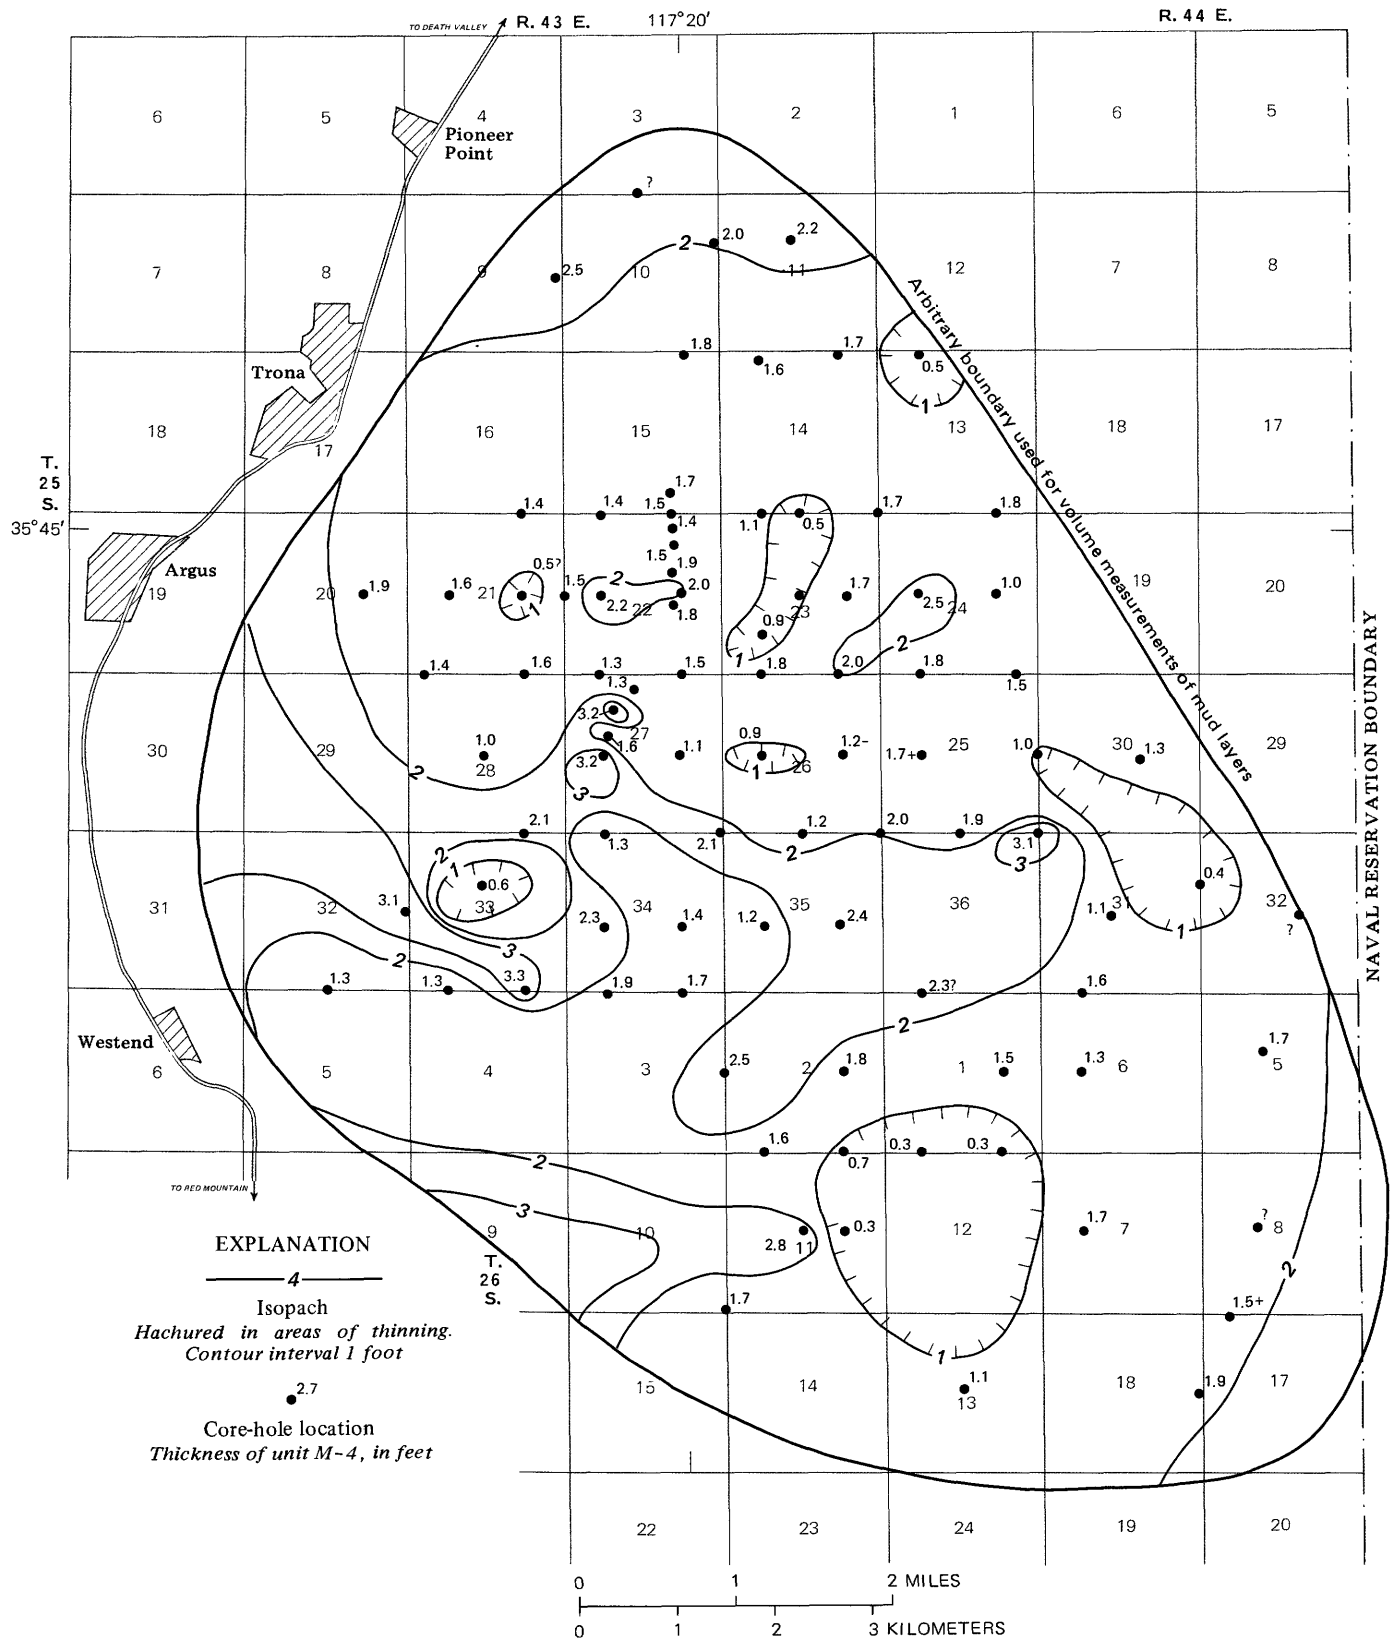 TO DEATH VALLEY
R. 43 E.
117°20′
R. 44 E.
6 5 4 3 2 1 6 5
Pioneer
Point
?
2.0 2.2
2
2.5
7 8 9 10 11 12 7 8
Arbitrary boundary used for volume measurements of mud layers
1.8 1.6 1.7 0.5
1
Trona
18 17 16 15 14 13 18 17
T.
25
S.
35°45′
1.7
1.4 1.4 1.5 1.1 0.5 1.7 1.8
1.4
1.5
Argus
19 20 21 22 23 24 19 20
0.5?
1.9 1.6 1 1.5 2 2.2 1.9 2.0 1.8 1.7 2.5 1.0
0.9
1 2
1.4 1.6 1.3 1.5 1.8 2.0 1.8 1.5
1.3
3.2
1.6
30 29 28 27 26 25 30 29
1.0 3.2 1.1 0.9 1.2– 1.7+ 1.0 1.3
2 3 1
2.1 1.3 2.1 1.2 2.0 1.9 3.1
2 3
2
1
0.6 0.4
31 32 33 34 35 36 31 32
3.1 2.3 1.4 1.2 2.4 1.1 ?
3 1
2
1.3 1.3 3.3 1.9 1.7 2.3? 1.6
2
Westend
6 5 4 3 2 1 6 5
2.5 1.8 1.5 1.3 1.7
1.6 0.7 0.3 0.3
2
TO RED MOUNTAIN
3
9 10 11 12 7 8
2.8 0.3 1.7 ?
T.
26
S.
2
1.7 1.5+
1
15 14 13 18 17
1.1 1.9
22 23 24 19 20
NAVAL RESERVATION BOUNDARY
EXPLANATION
4
Isopach
Hachured in areas of thinning.
Contour interval 1 foot
2.7
Core-hole location
Thickness of unit M-4, in feet
0 1 2 MILES
0 1 2 3 KILOMETERS